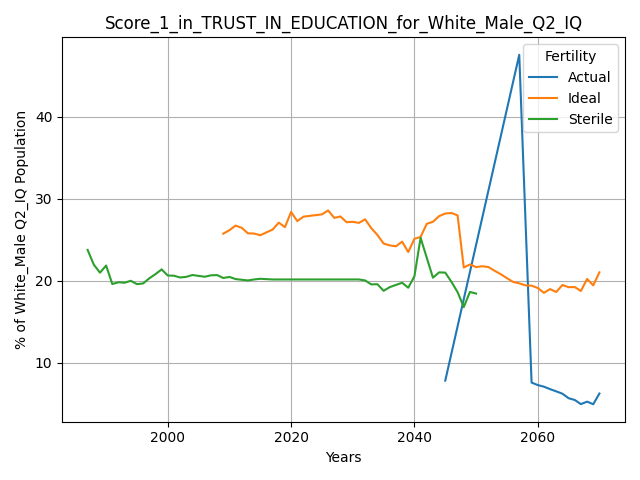 Score_1_in_TRUST_IN_EDUCATION_for_White_Male_Q2_IQ
Fertility
Actual
Ideal
Sterile
% of White_Male Q2_IQ Population
40
30
20
10
2000
2020
2040
2060
Years